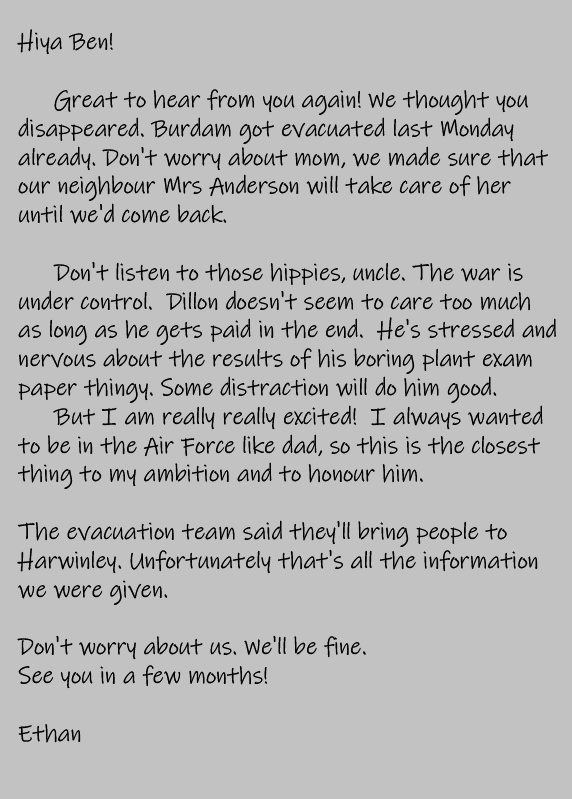 Hiya Ben!
Great to hear from you again! We thought you
disappeared. Burdam got evacuated last Monday
already. Don't worry about mom, we made sure that
our neighbour Mrs Anderson will take care of her
until we'd come back.
Don't listen to those hippies, uncle. The war is
under control. Dillon doesn't seem to care too much
as long as he gets paid in the end. He's stressed and
nervous about the results of his boring plant exam
paper thingy. Some distraction will do him good.
But I am really really excited! I always wanted
to be in the Air Force like dad, so this is the closest
thing to my ambition and to honour him.
The evacuation team said they'll bring people to
Harwinley. Unfortunately that's all the information
we were given.
Don't worry about us. We'll be fine.
See you in a few months!
Ethan